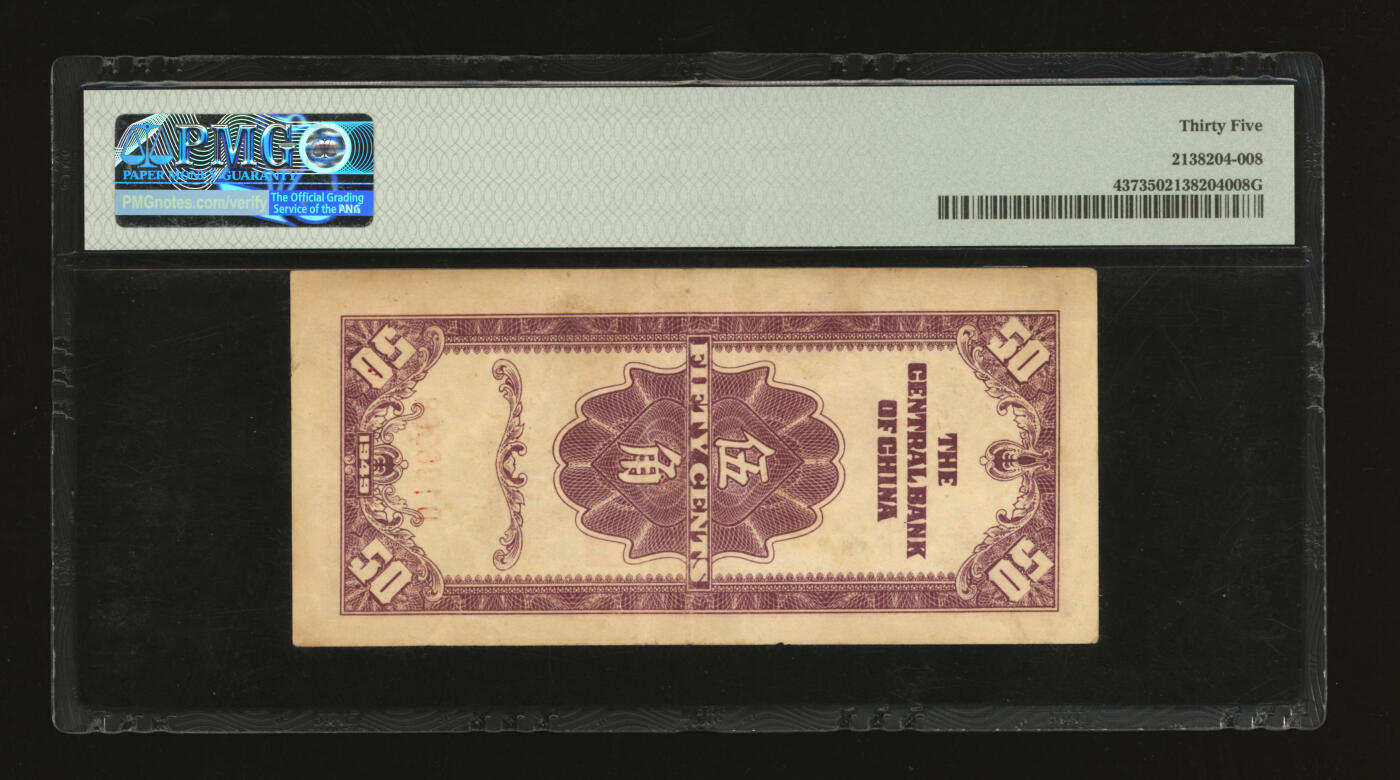 PMG
PAPER MONEY GUARANTY
PMGnotes.com/verify
The Official Grading
Service of the PNG
Thirty Five
2138204-008
4373502138204008G
50
50
THE
CENTRAL BANK
OF CHINA
伍
角
FIFTY CENTS
1949
50
50